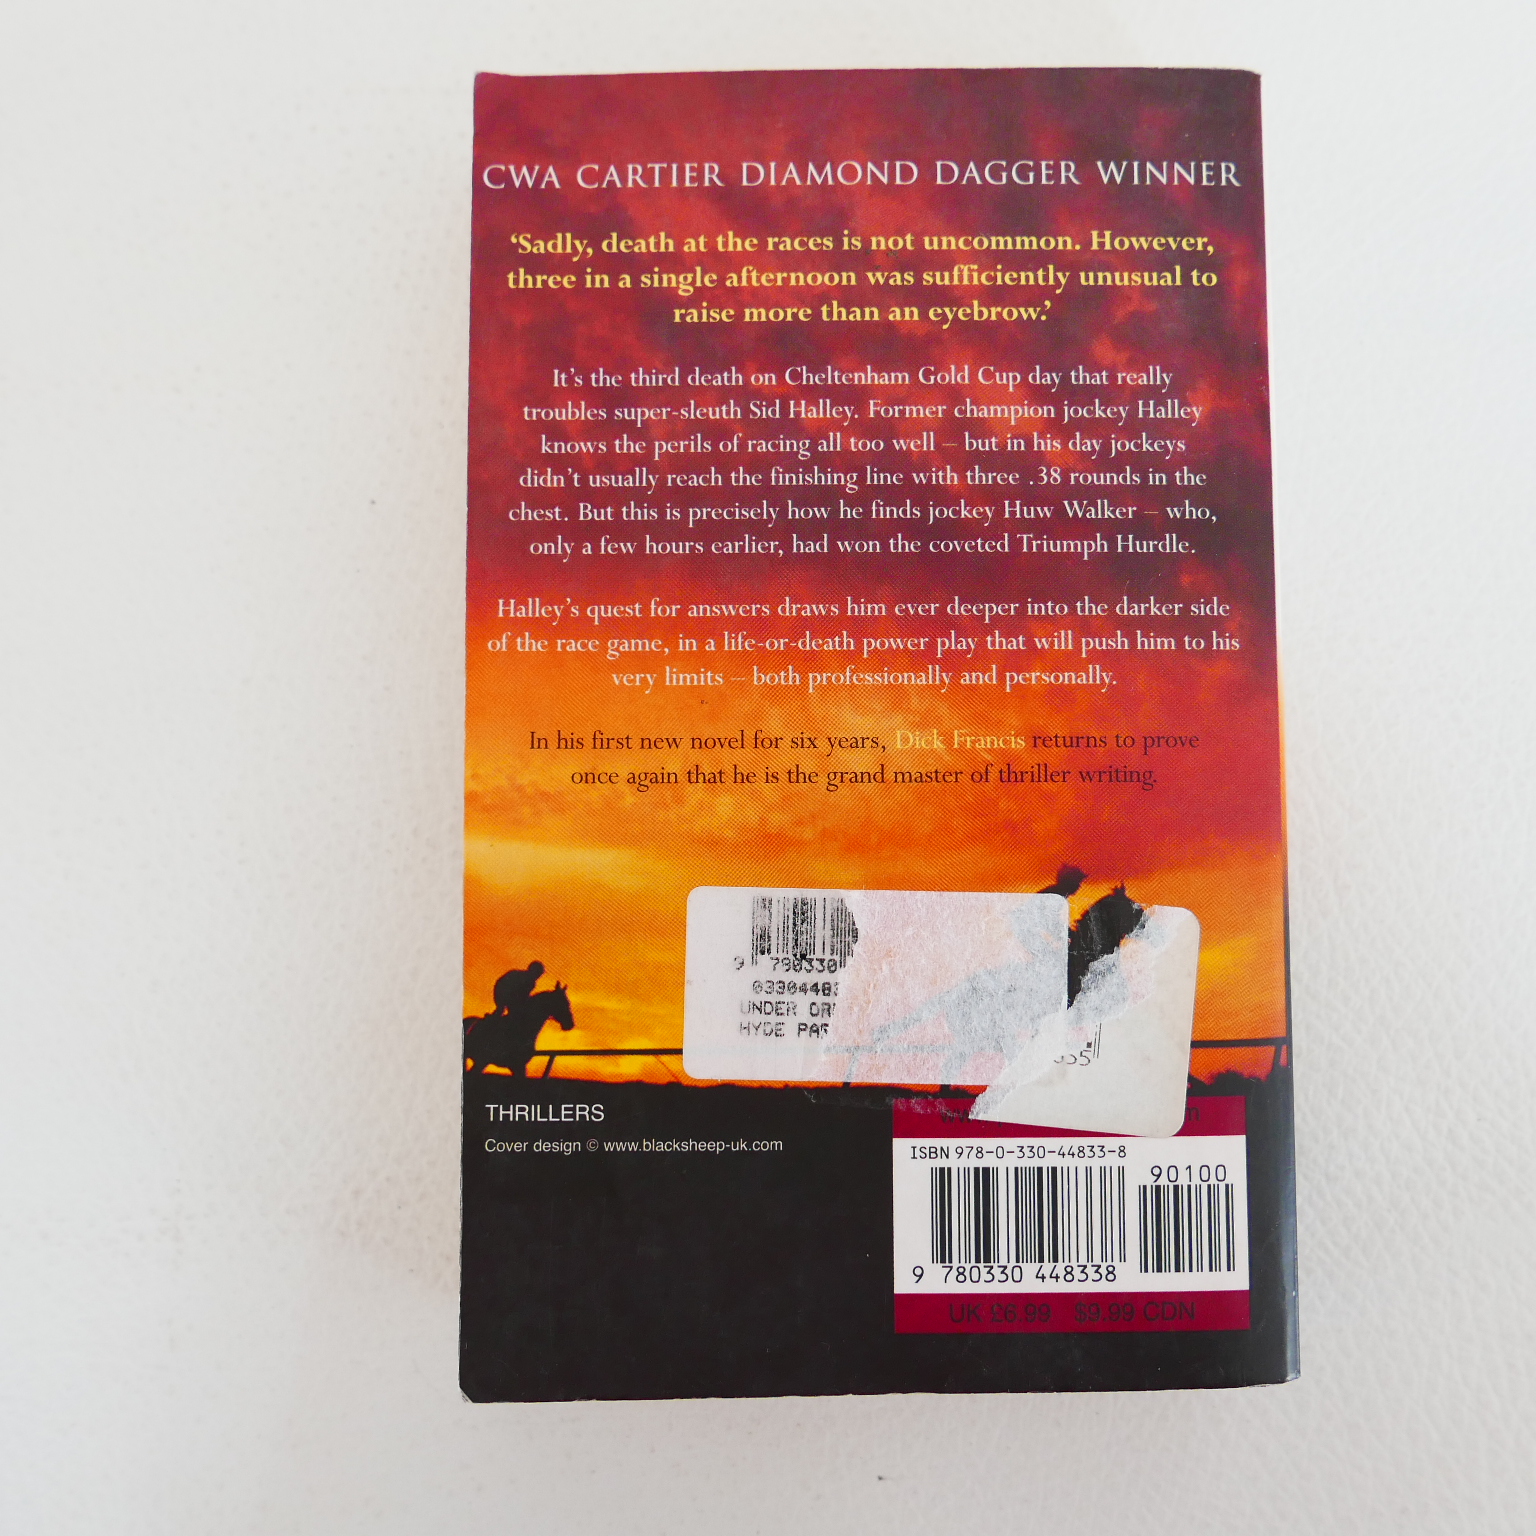 CWA CARTIER DIAMOND DAGGER WINNER
‘Sadly, death at the races is not uncommon. However,
three in a single afternoon was sufficiently unusual to
raise more than an eyebrow.’
It’s the third death on Cheltenham Gold Cup day that really
troubles super-sleuth Sid Halley. Former champion jockey Halley
knows the perils of racing all too well – but in his day jockeys
didn’t usually reach the finishing line with three .38 rounds in the
chest. But this is precisely how he finds jockey Huw Walker – who,
only a few hours earlier, had won the coveted Triumph Hurdle.
Halley’s quest for answers draws him ever deeper into the darker side
of the race game, in a life-or-death power play that will push him to his
very limits – both professionally and personally.
In his first new novel for six years, Dick Francis returns to prove
once again that he is the grand master of thriller writing.
9 780330
UNDER
HYDE
THRILLERS
Cover design © www.blacksheep-uk.com
ISBN 978-0-330-44833-8
90100
9 780330 448338
UK £6.99 $9.99 CDN